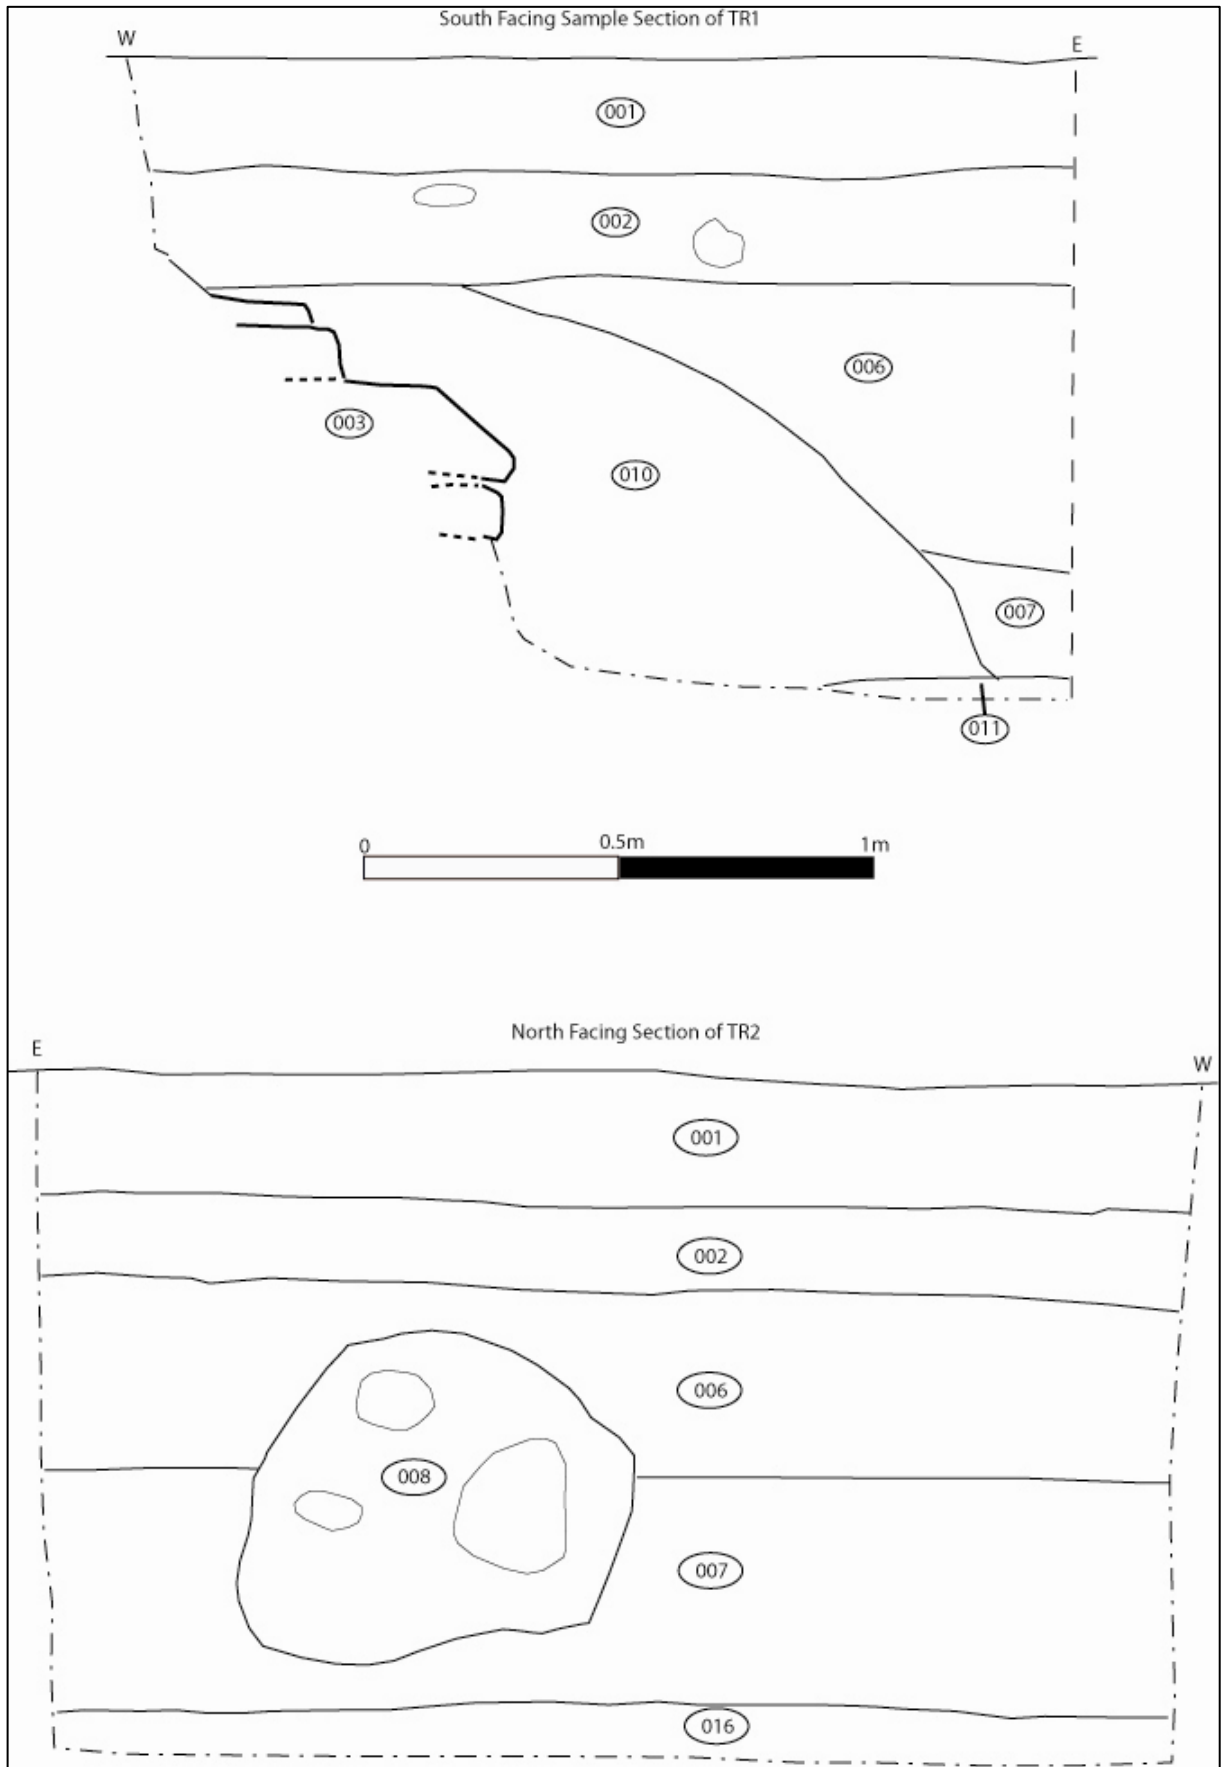 South Facing Sample Section of TR1
W
E
001
002
006
003
010
007
011
0
0.5m
1m
North Facing Section of TR2
E
W
001
002
006
008
007
016